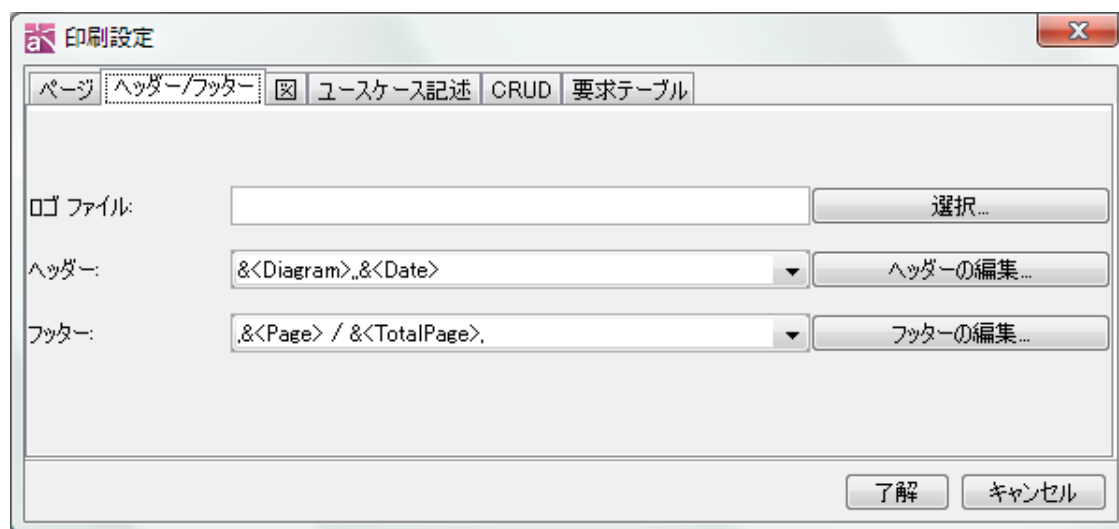 印刷設定
ページ ヘッダー/フッター 図 ユースケース記述 CRUD 要求テーブル
ロゴ ファイル: 選択...
ヘッダー: &<Diagram>,,&<Date> ヘッダーの編集...
フッター: ,&<Page> / &<TotalPage>, フッターの編集...
了解 キャンセル